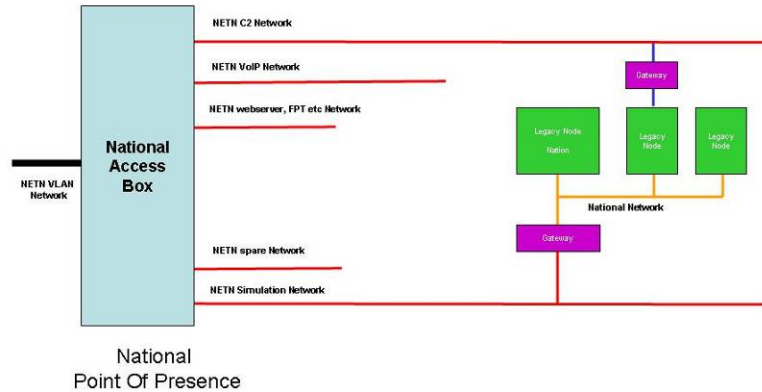 NETN C2 Network
Gateway
NETN VoIP Network
NETN webserver, FPT etc Network
National
Access
Box
Legacy Node
Nation
Legacy
Node
Legacy
Node
NETN VLAN
Network
National Network
Gateway
NETN spare Network
NETN Simulation Network
National
Point Of Presence